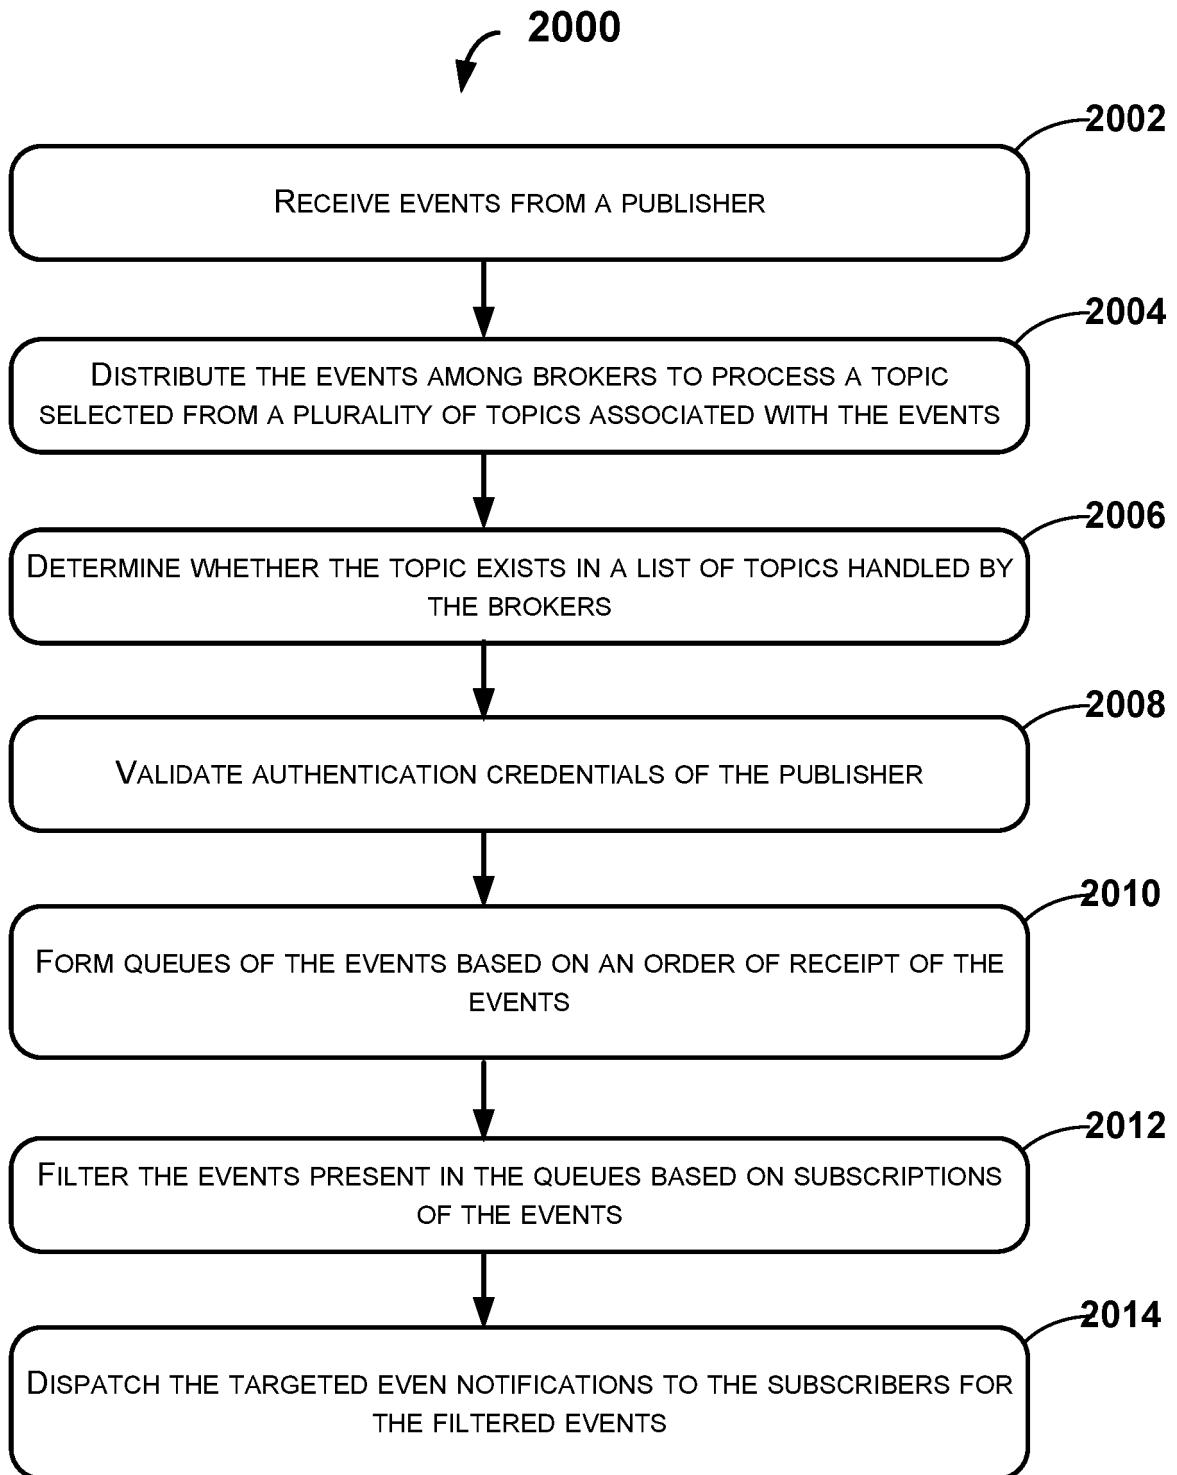 2000
2002
RECEIVE EVENTS FROM A PUBLISHER
2004
DISTRIBUTE THE EVENTS AMONG BROKERS TO PROCESS A TOPIC
SELECTED FROM A PLURALITY OF TOPICS ASSOCIATED WITH THE EVENTS
2006
DETERMINE WHETHER THE TOPIC EXISTS IN A LIST OF TOPICS HANDLED BY
THE BROKERS
2008
VALIDATE AUTHENTICATION CREDENTIALS OF THE PUBLISHER
2010
FORM QUEUES OF THE EVENTS BASED ON AN ORDER OF RECEIPT OF THE
EVENTS
2012
FILTER THE EVENTS PRESENT IN THE QUEUES BASED ON SUBSCRIPTIONS
OF THE EVENTS
2014
DISPATCH THE TARGETED EVEN NOTIFICATIONS TO THE SUBSCRIBERS FOR
THE FILTERED EVENTS